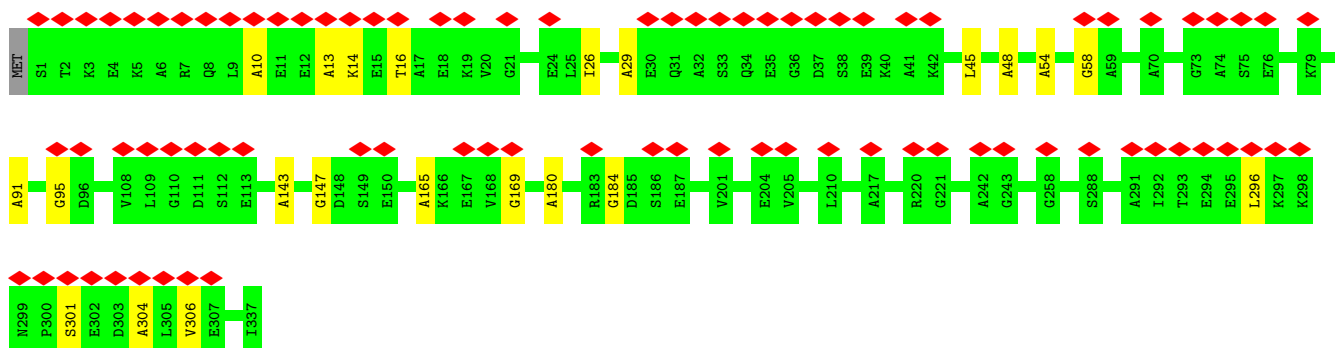 MET S1 T2 K3 E4 K5 A6 R7 Q8 L9 A10 E11 E12 A13 K14 E15 T16 A17 E18 K19 V20 G21 E24 L25 I26 A29 E30 Q31 A32 S33 Q34 E35 G36 D37 S38 E39 K40 A41 K42 L45 A48 A54 G58 A59 A70 G73 A74 S75 E76 K79
A91 G95 D96 V108 L109 G110 D111 S112 E113 A143 G147 D148 S149 E150 A165 K166 E167 V168 G169 A180 R183 G184 D185 S186 E187 V201 E204 V205 L210 A217 R220 G221 A242 G243 G258 S288 A291 I292 T293 E294 E295 L296 K297 K298
N299 P300 S301 E302 D303 A304 L305 V306 E307 I337